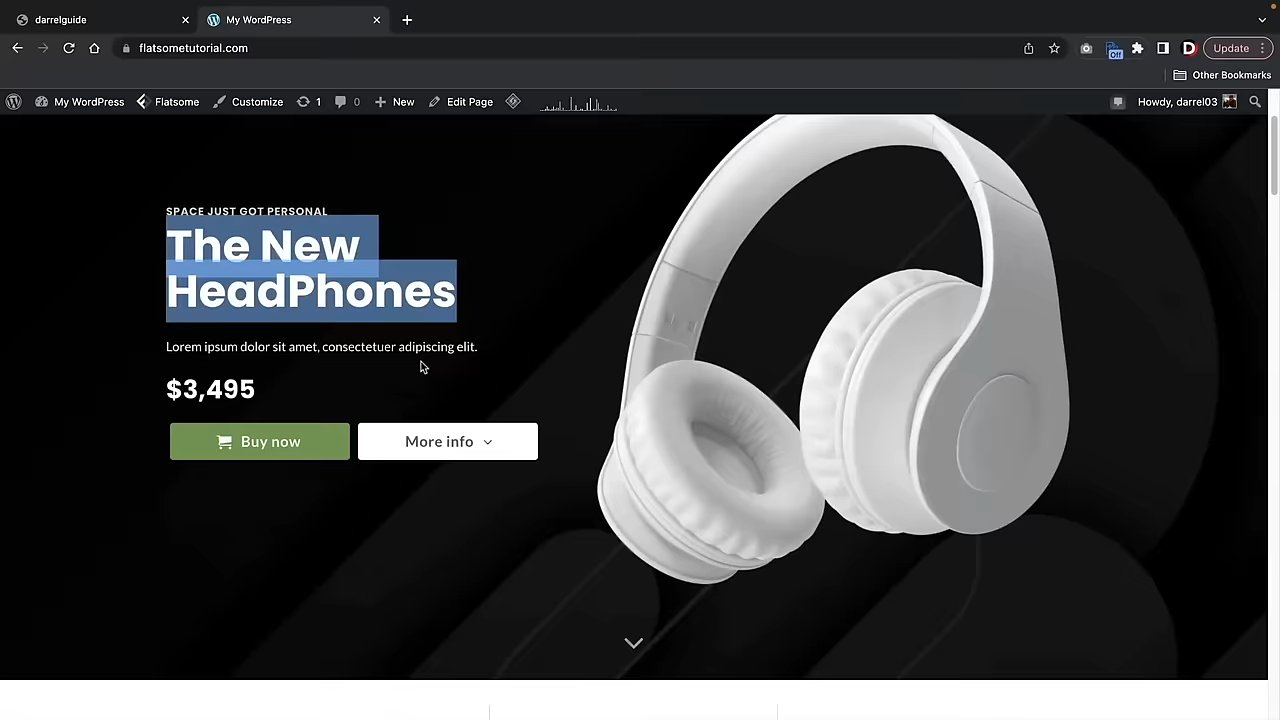 darrelguide
My WordPress
flatsometutorial.com
Off
D
Update
Other Bookmarks
My WordPress
Flatsome
Customize
1
0
New
Edit Page
Howdy, darrel03
SPACE JUST GOT PERSONAL
The New
HeadPhones
Lorem ipsum dolor sit amet, consectetuer adipiscing elit.
$3,495
Buy now
More info